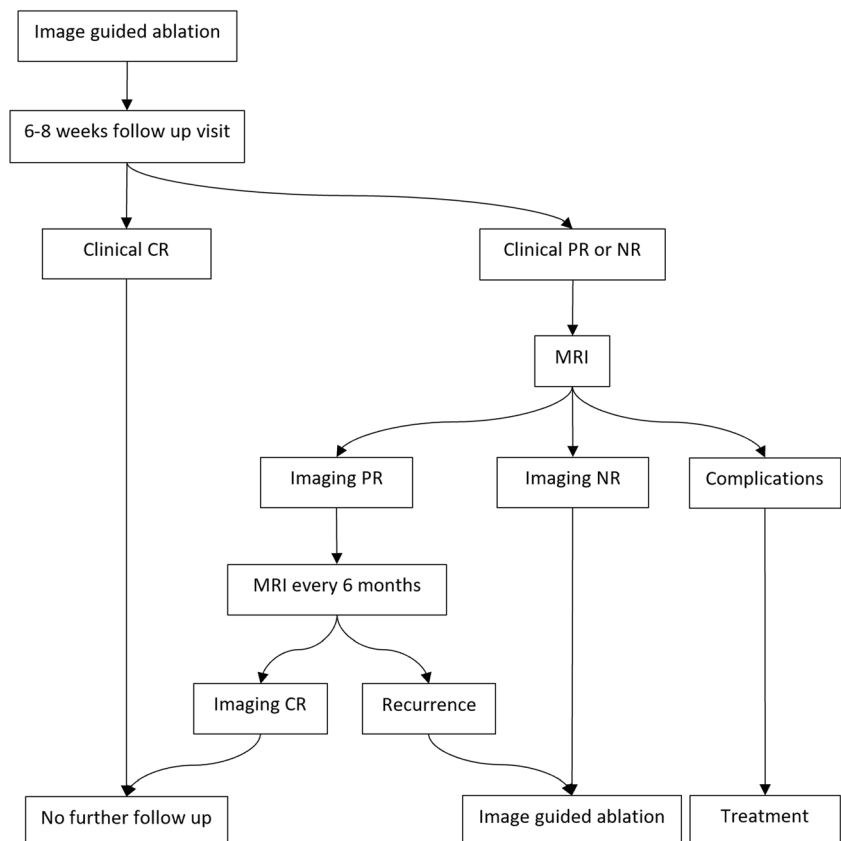 Image guided ablation
6-8 weeks follow up visit
Clinical CR
Clinical PR or NR
MRI
Imaging PR
Imaging NR
Complications
MRI every 6 months
Imaging CR
Recurrence
No further follow up
Image guided ablation
Treatment